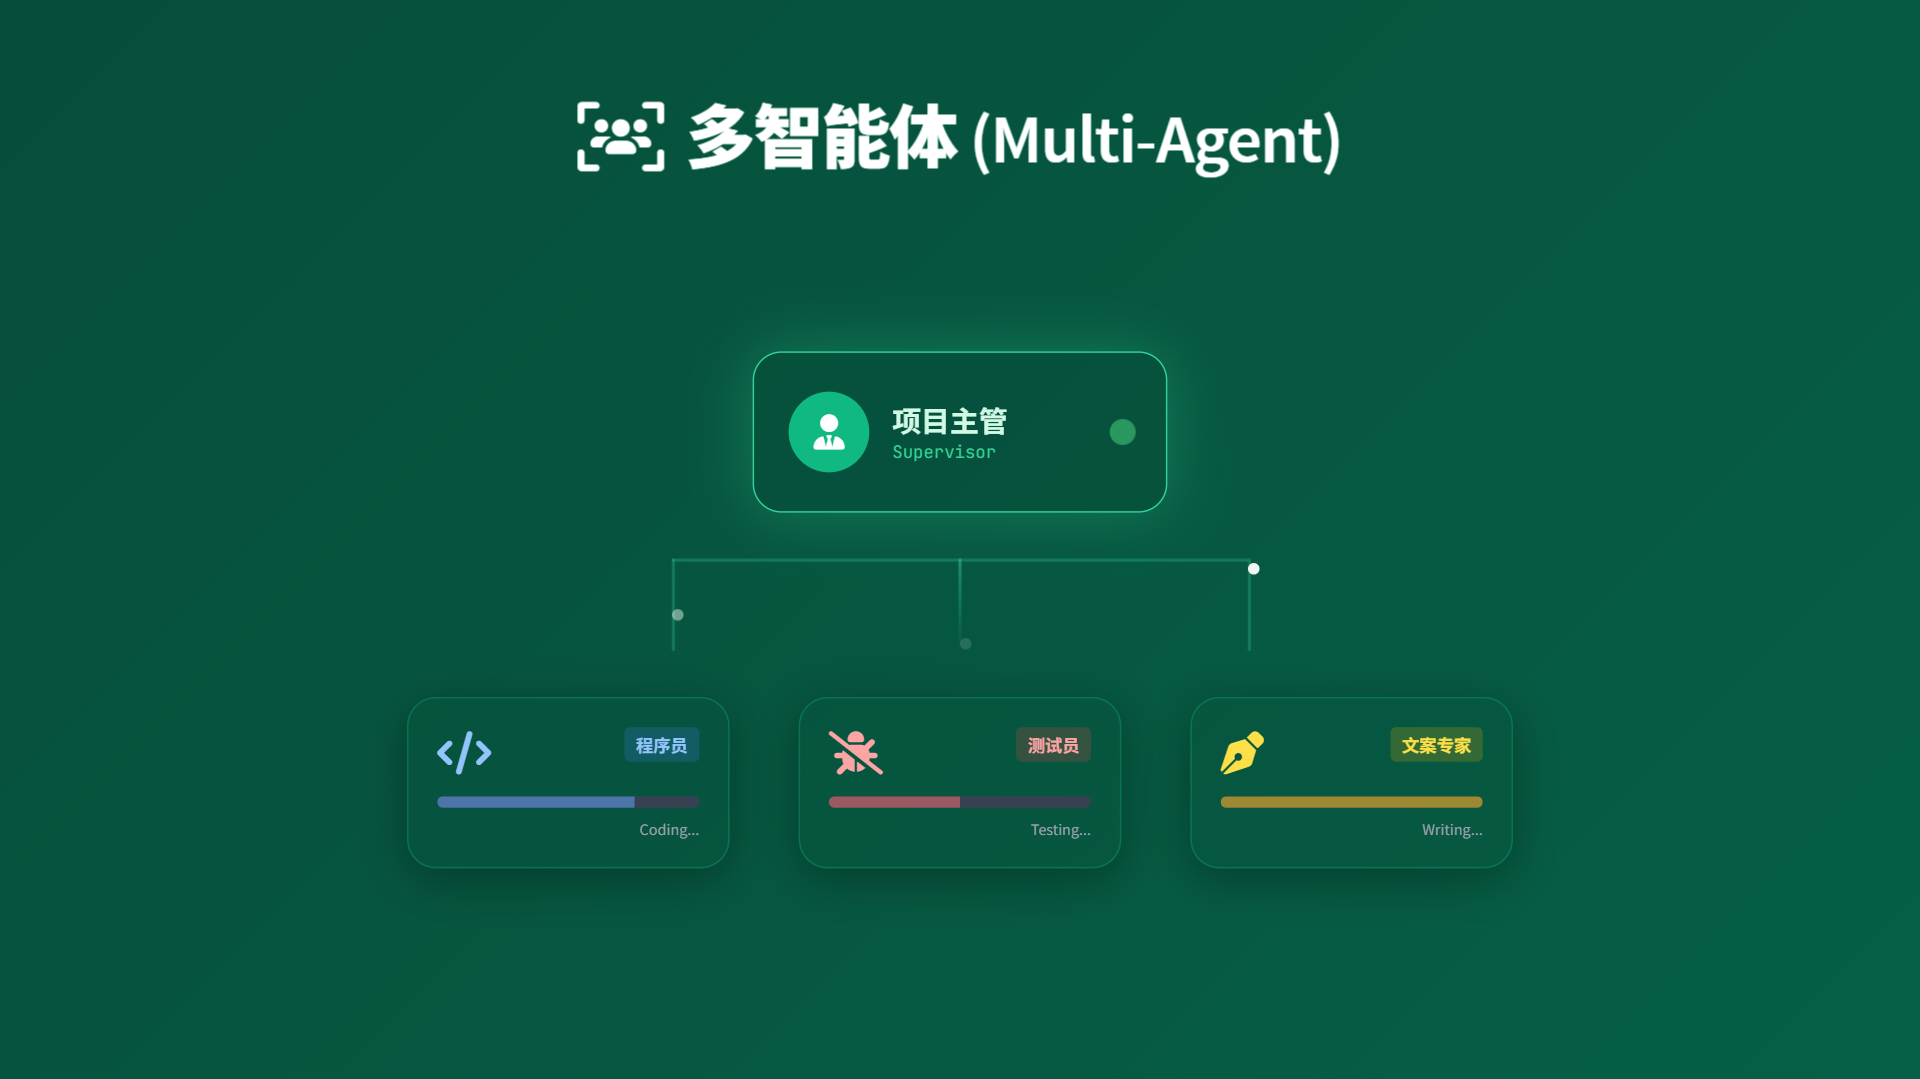 多智能体 (Multi-Agent)
项目主管
Supervisor
程序员
Coding...
测试员
Testing...
文案专家
Writing...